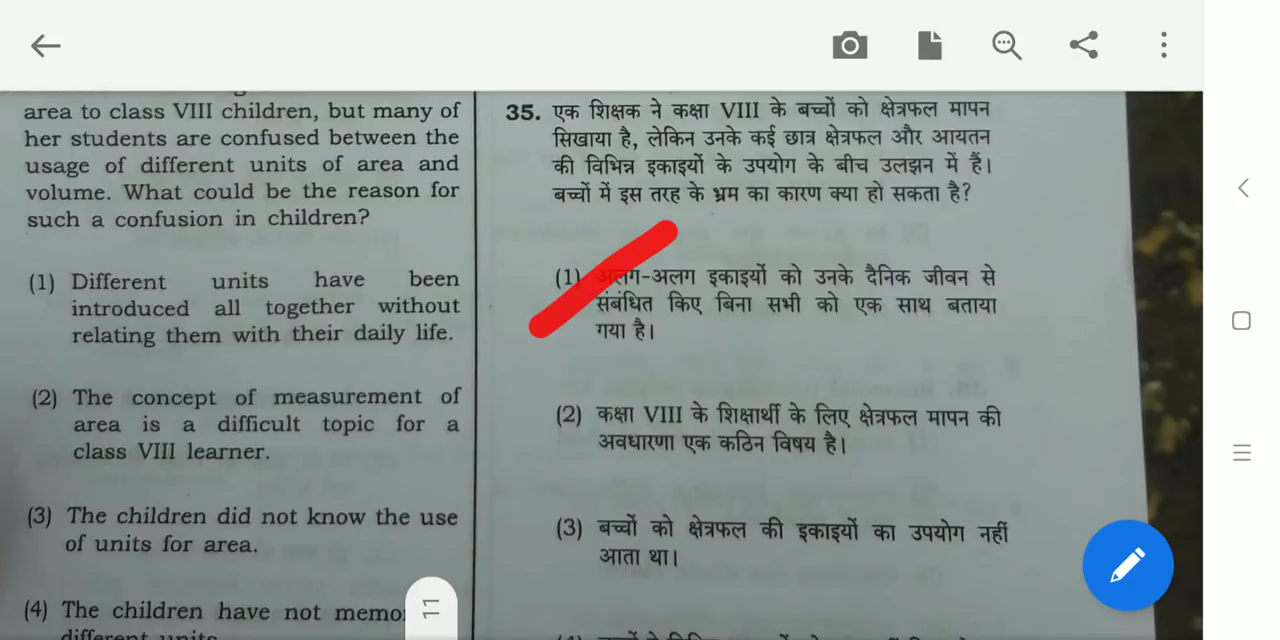 area to class VIII children, but many of
her students are confused between the
usage of different units of area and
volume. What could be the reason for
such a confusion in children?
(1) Different units have been
introduced all together without
relating them with their daily life.
(2) The concept of measurement of
area is a difficult topic for a
class VIII learner.
(3) The children did not know the use
of units for area.
(4) The children have not
different units
35. एक शिक्षक ने कक्षा VIII के बच्चों को क्षेत्रफल मापन
सिखाया है, लेकिन उनके कई छात्र क्षेत्रफल और आयतन
की विभिन्न इकाइयों के उपयोग के बीच उलझन में हैं।
बच्चों में इस तरह के भ्रम का कारण क्या हो सकता है?
(1) अलग-अलग इकाइयों को उनके दैनिक जीवन से
संबंधित किए बिना सभी को एक साथ बताया
गया है।
(2) कक्षा VIII के शिक्षार्थी के लिए क्षेत्रफल मापन की
अवधारणा एक कठिन विषय है।
(3) बच्चों को क्षेत्रफल की इकाइयों का उपयोग नहीं
आता था।
11